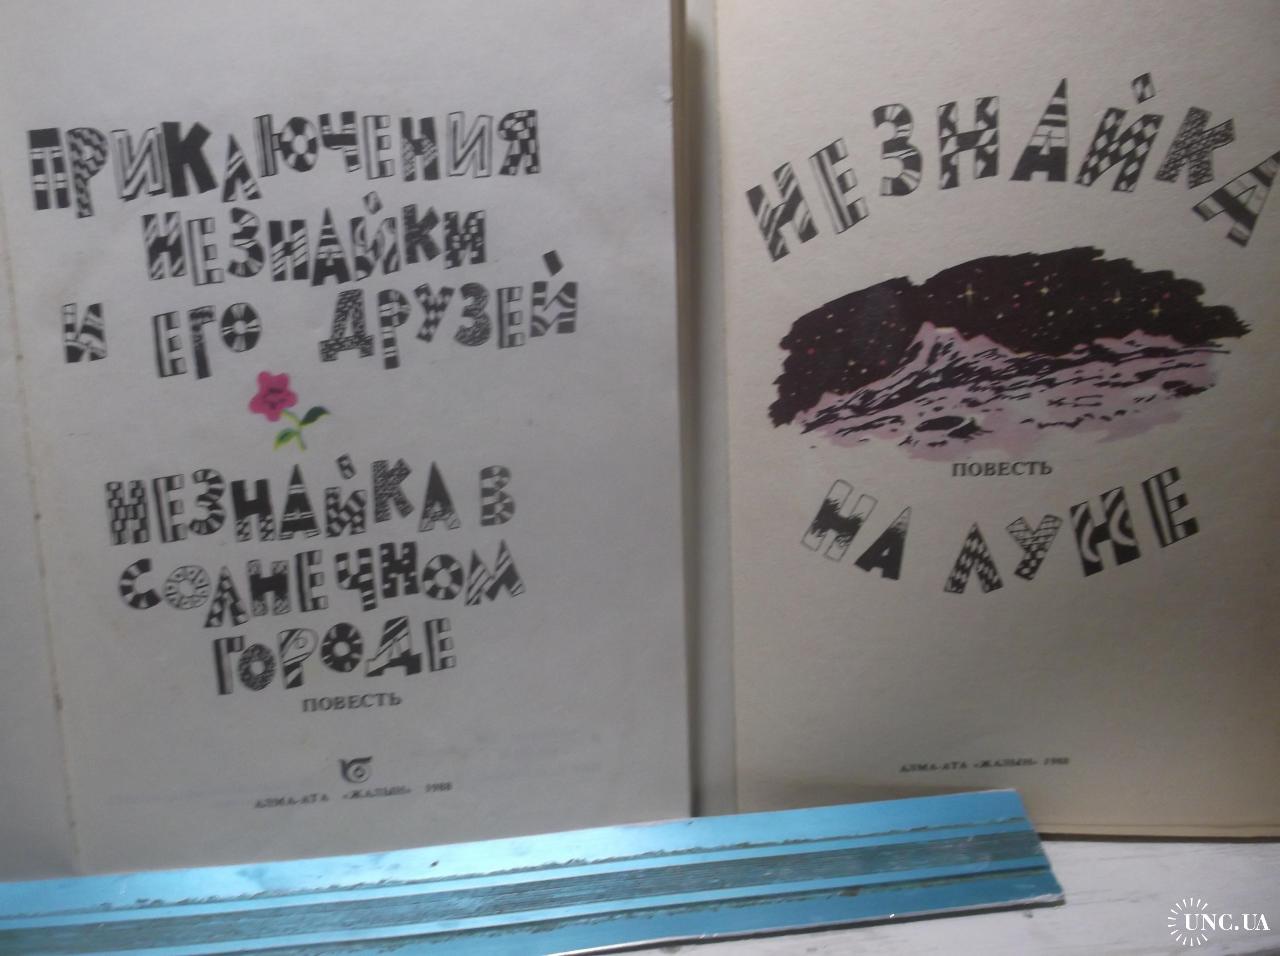 ПРИКЛЮЧЕНИЯ
НЕЗНАЙКИ
И ЕГО ДРУЗЕЙ
НЕЗНАЙКА В
СОЛНЕЧНОМ
ГОРОДЕ
ПОВЕСТЬ
АЛМА-АТА «ЖАЛЫН» 1988
НЕЗНАЙКА
ПОВЕСТЬ
НА ЛУНЕ
АЛМА-АТА «ЖАЛЫН» 1988
UNC.UA